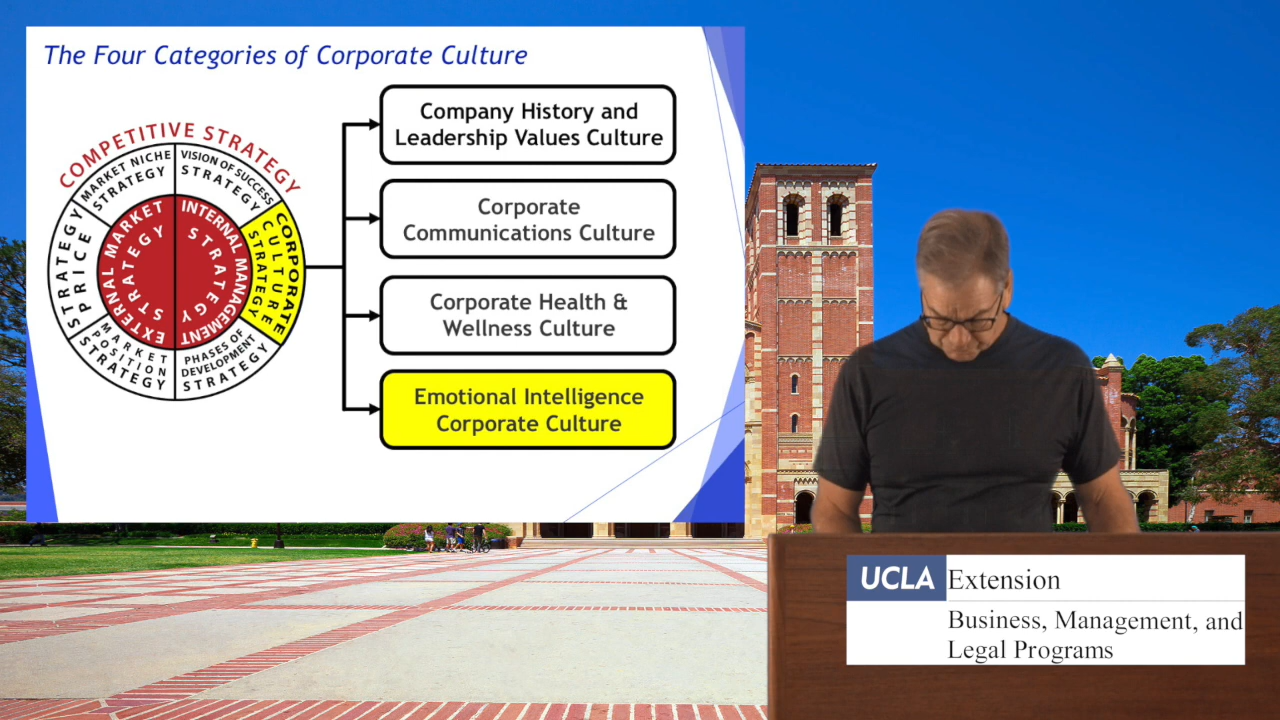 The Four Categories of Corporate Culture
COMPETITIVE STRATEGY
MARKET NICHE
STRATEGY
VISION OF SUCCESS
STRATEGY
PRICE
STRATEGY
EXTERNAL MARKET
STRATEGY
INTERNAL MANAGEMENT
STRATEGY
CORPORATE
CULTURE
STRATEGY
MARKET
POSITION
STRATEGY
PHASES OF
DEVELOPMENT
STRATEGY
Company History and
Leadership Values Culture
Corporate
Communications Culture
Corporate Health &
Wellness Culture
Emotional Intelligence
Corporate Culture
UCLA Extension
Business, Management, and
Legal Programs